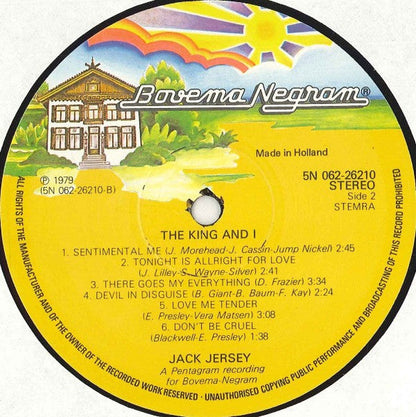 Bovema Negram®
Made in Holland
℗ 1979
(5N 062-26210-B)
5N 062-26210
STEREO
Side 2
STEMRA
THE KING AND I
1. SENTIMENTAL ME (J. Morehead-J. Cassin-Jump Nickel) 2:45
2. TONIGHT IS ALLRIGHT FOR LOVE
(J. Lilley-S. Wayne-Silver) 2:41
3. THERE GOES MY EVERYTHING (D. Frazier) 3:34
4. DEVIL IN DISGUISE (B. Giant-B. Baum-F. Kay) 2:24
5. LOVE ME TENDER
(E. Presley-Vera Matsen) 3:08
6. DON'T BE CRUEL
(Blackwell-E. Presley) 1:38
JACK JERSEY
A Pentagram recording
for Bovema-Negram
ALL RIGHTS OF THE MANUFACTURER AND OF THE OWNER OF THE RECORDED WORK RESERVED · UNAUTHORISED COPYING PUBLIC PERFORMANCE AND BROADCASTING OF THIS RECORD PROHIBITED